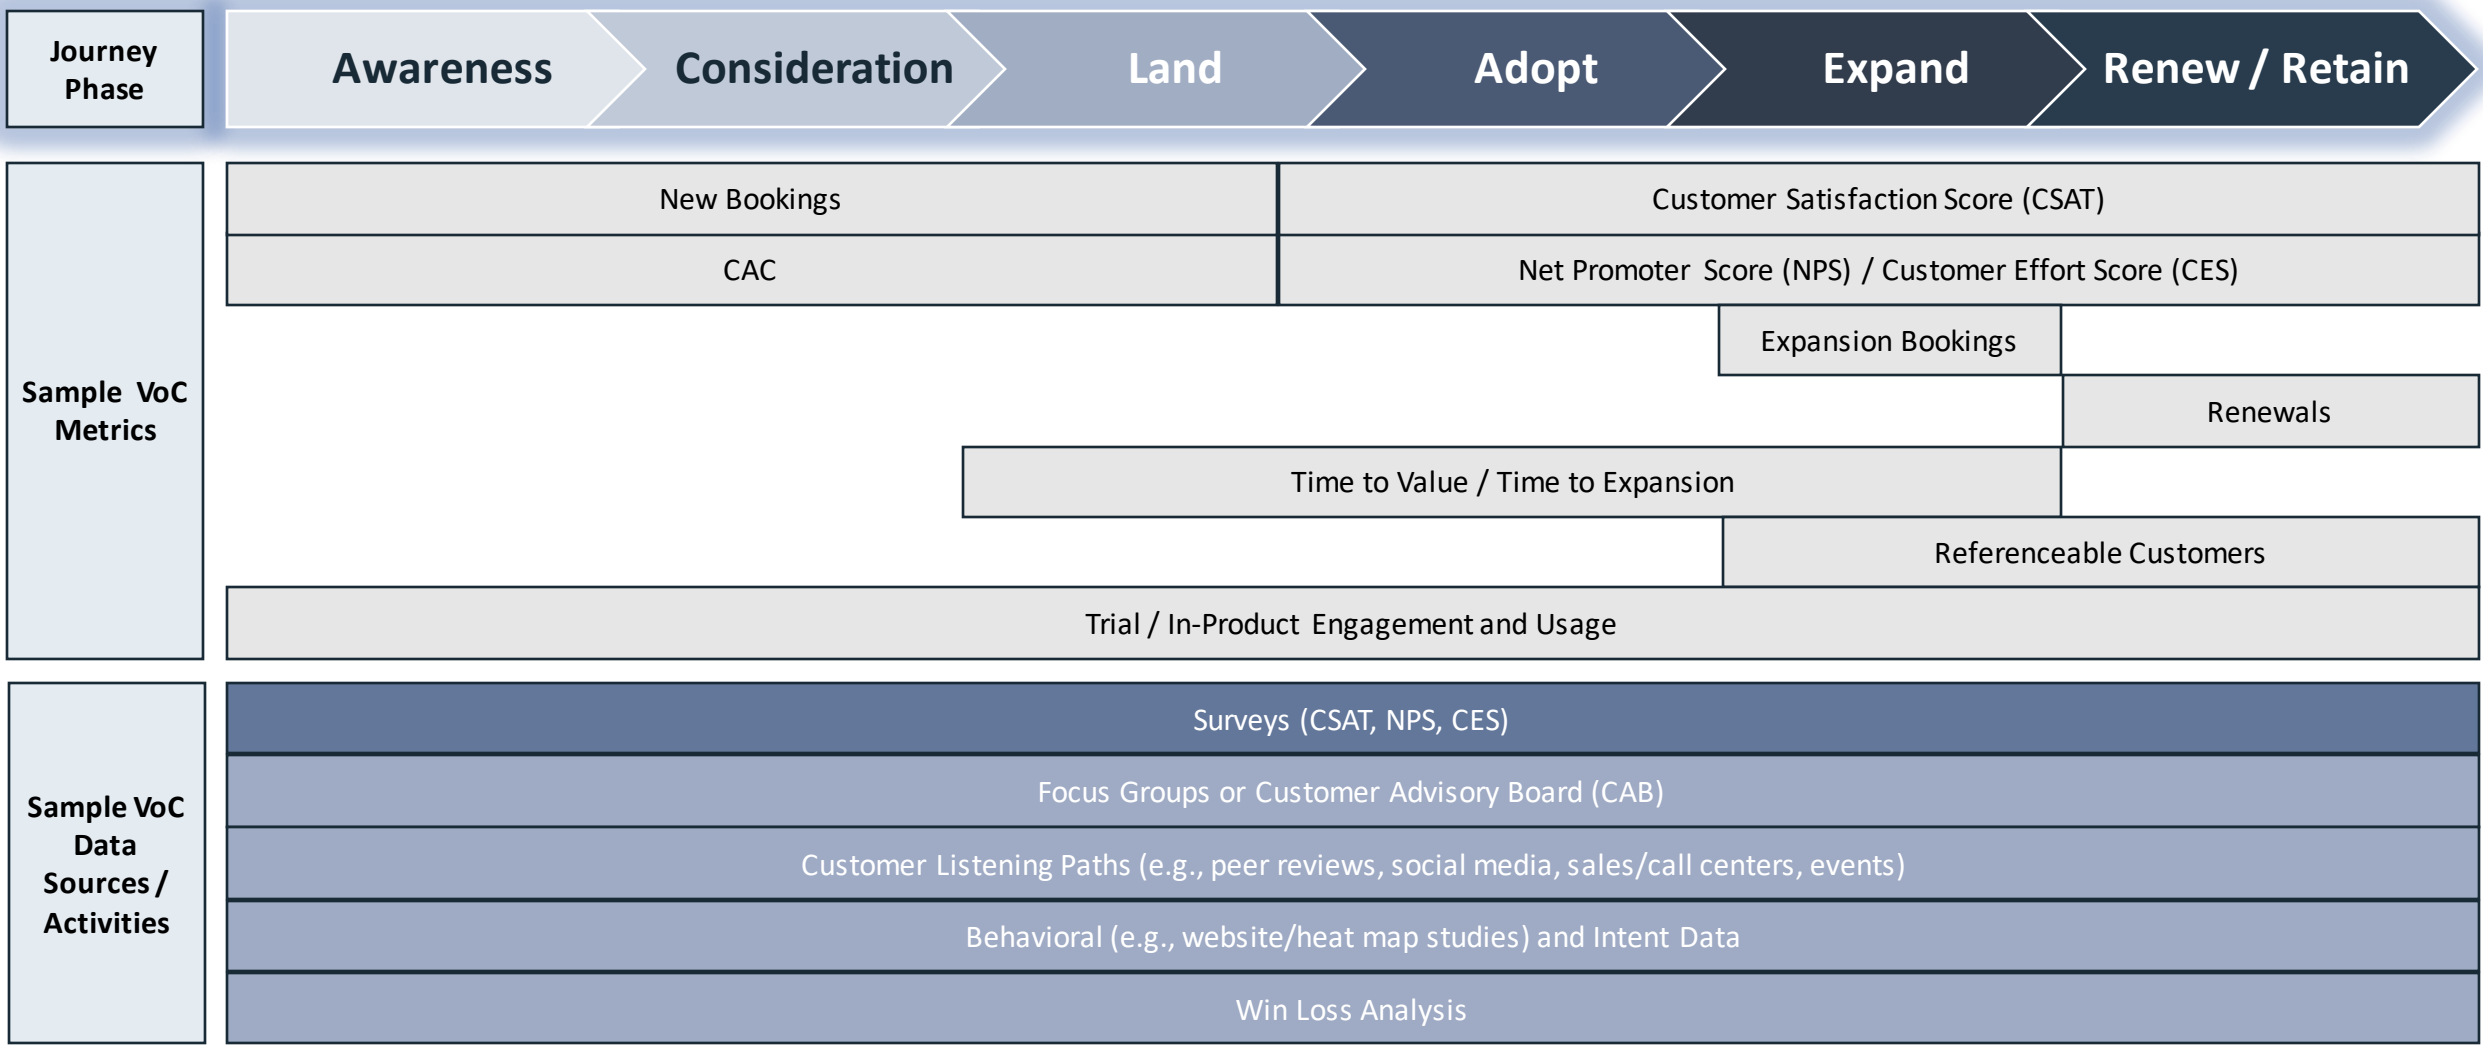 Journey
Phase
Awareness
Consideration
Land
Adopt
Expand
Renew / Retain
Sample VoC
Metrics
New Bookings
Customer Satisfaction Score (CSAT)
CAC
Net Promoter Score (NPS) / Customer Effort Score (CES)
Expansion Bookings
Renewals
Time to Value / Time to Expansion
Referenceable Customers
Trial / In-Product Engagement and Usage
Sample VoC
Data
Sources /
Activities
Surveys (CSAT, NPS, CES)
Focus Groups or Customer Advisory Board (CAB)
Customer Listening Paths (e.g., peer reviews, social media, sales/call centers, events)
Behavioral (e.g., website/heat map studies) and Intent Data
Win Loss Analysis